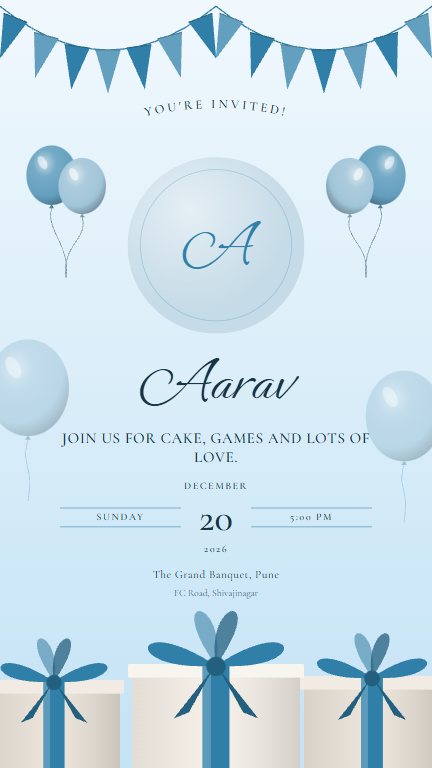 YOU'RE INVITED!
A
Aarav
JOIN US FOR CAKE, GAMES AND LOTS OF
LOVE.
DECEMBER
SUNDAY 20 5:00 PM
2026
The Grand Banquet, Pune
FC Road, Shivajinagar